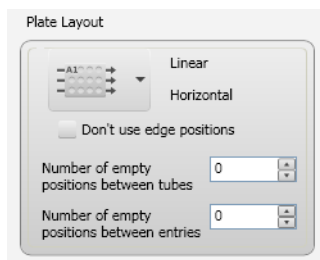 Plate Layout
A1
Linear
Horizontal
Don't use edge positions
Number of empty
positions between tubes
0
Number of empty
positions between entries
0